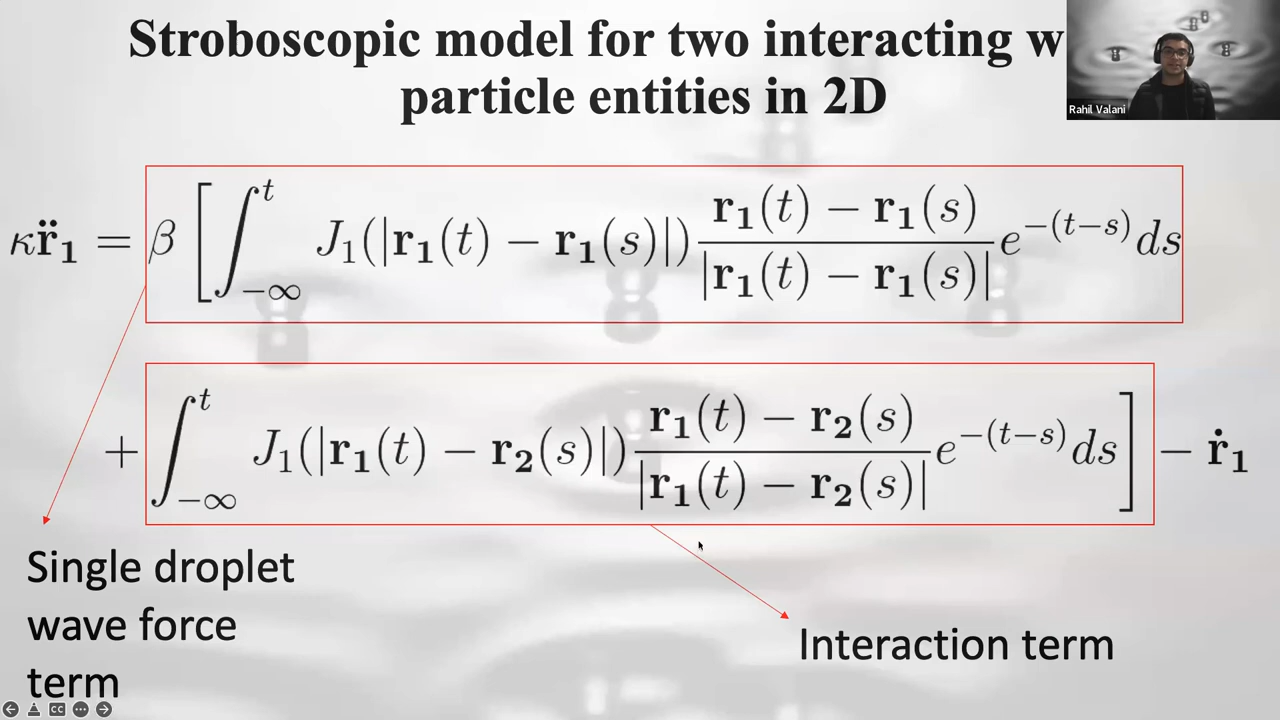 Stroboscopic model for two interacting w
particle entities in 2D
Rahil Valani
κr̈₁ = β [ ∫_{-∞}^{t} J₁(|r₁(t) − r₁(s)|) (r₁(t) − r₁(s))/|r₁(t) − r₁(s)| e^{−(t−s)} ds
+ ∫_{-∞}^{t} J₁(|r₁(t) − r₂(s)|) (r₁(t) − r₂(s))/|r₁(t) − r₂(s)| e^{−(t−s)} ds ] − ṙ₁
Single droplet
wave force
term
Interaction term
CC